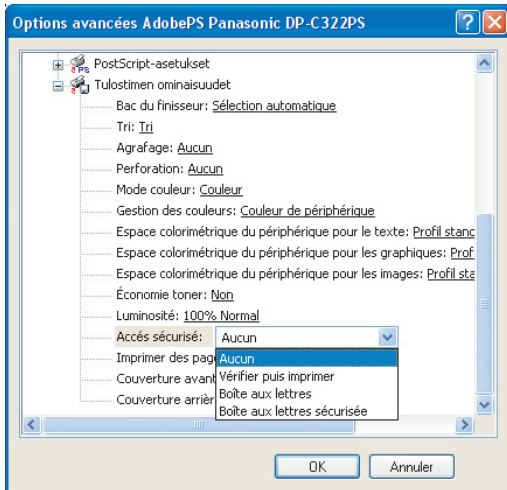 Options avancées AdobePS Panasonic DP-C322PS
PostScript-asetukset
Tulostimen ominaisuudet
Bac du finisseur: Sélection automatique
Tri: Tri
Agrafage: Aucun
Perforation: Aucun
Mode couleur: Couleur
Gestion des couleurs: Couleur de périphérique
Espace colorimétrique du périphérique pour le texte: Profil stanc
Espace colorimétrique du périphérique pour les graphiques: Prof
Espace colorimétrique du périphérique pour les images: Profil sta
Économie toner: Non
Luminosité: 100% Normal
Accés sécurisé: Aucun
Imprimer des pag
Aucun
Couverture avant
Vérifier puis imprimer
Boîte aux lettres
Couverture arrièr
Boîte aux lettres sécurisée
OK Annuler